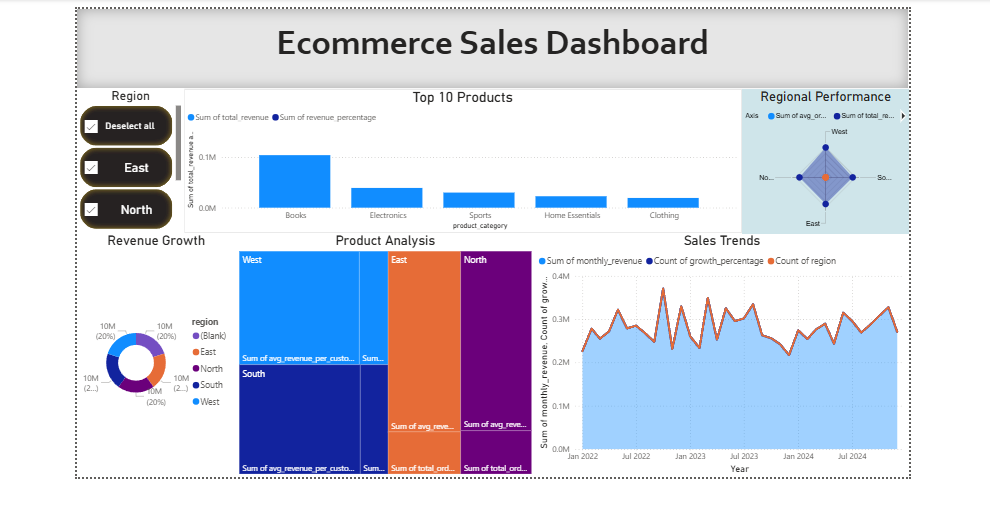 Ecommerce Sales Dashboard
Region
Deselect all
East
North
Top 10 Products
Sum of total_revenue Sum of revenue_percentage
Sum of total_revenue a...
0.1M
0.0M
Books Electronics Sports Home Essentials Clothing
product_category
Regional Performance
Axis Sum of avg_or... Sum of total_re...
West
No... So...
East
Revenue Growth
10M (20%)
10M (20%)
10M (2...)
10M (2...)
10M (20%)
region
(Blank)
East
North
South
West
Product Analysis
West
Sum of avg_revenue_per_custo... Sum...
South
Sum of avg_revenue_per_custo... Sum...
East
Sum of avg_reve...
Sum of total_ord...
North
Sum of avg_reve...
Sum of total_ord...
Sales Trends
Sum of monthly_revenue Count of growth_percentage Count of region
Sum of monthly_revenue, Count of grow...
0.4M
0.3M
0.2M
0.1M
0.0M
Jan 2022 Jul 2022 Jan 2023 Jul 2023 Jan 2024 Jul 2024
Year